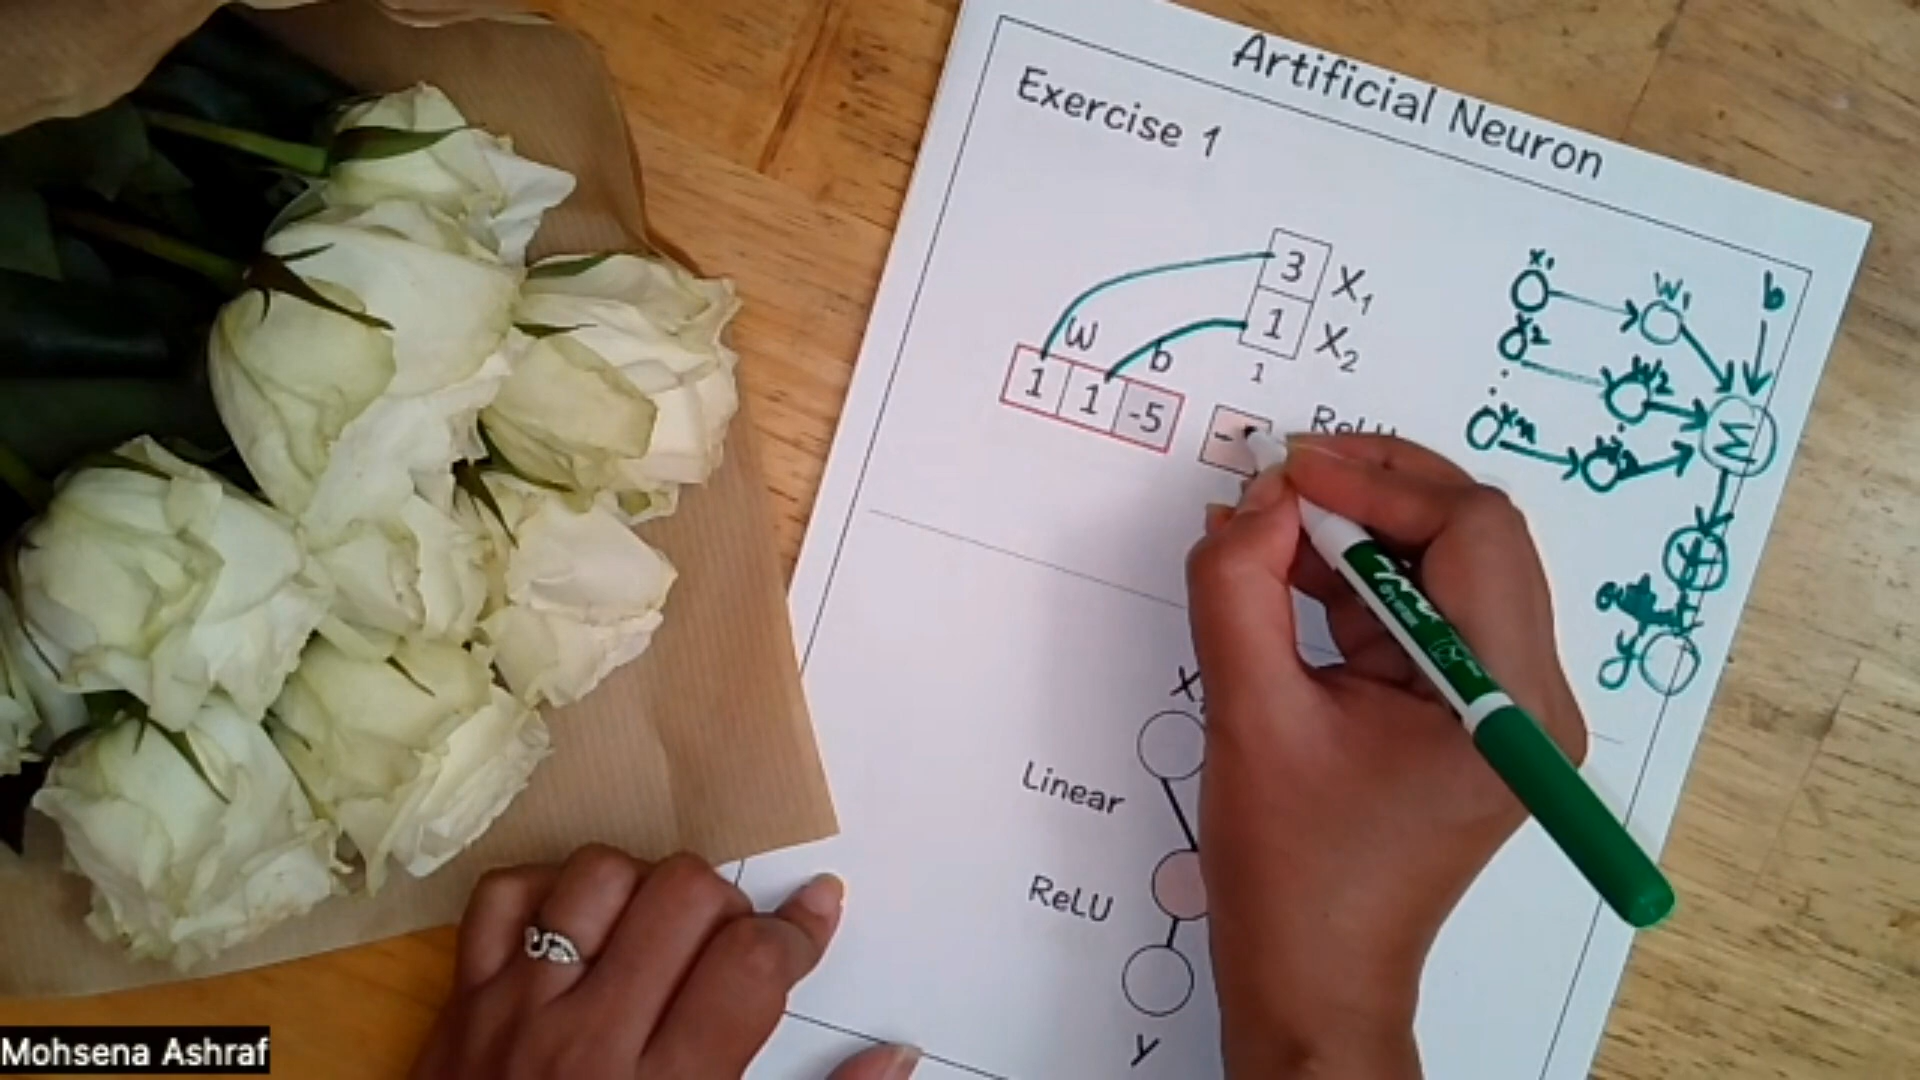 Artificial Neuron
Exercise 1
3 X1
1 X2
1
W b
1 1 -5
-
ReLU
x1 w1 b
x2 w2
xn
Σ
y
Linear
ReLU
y
Mohsena Ashraf